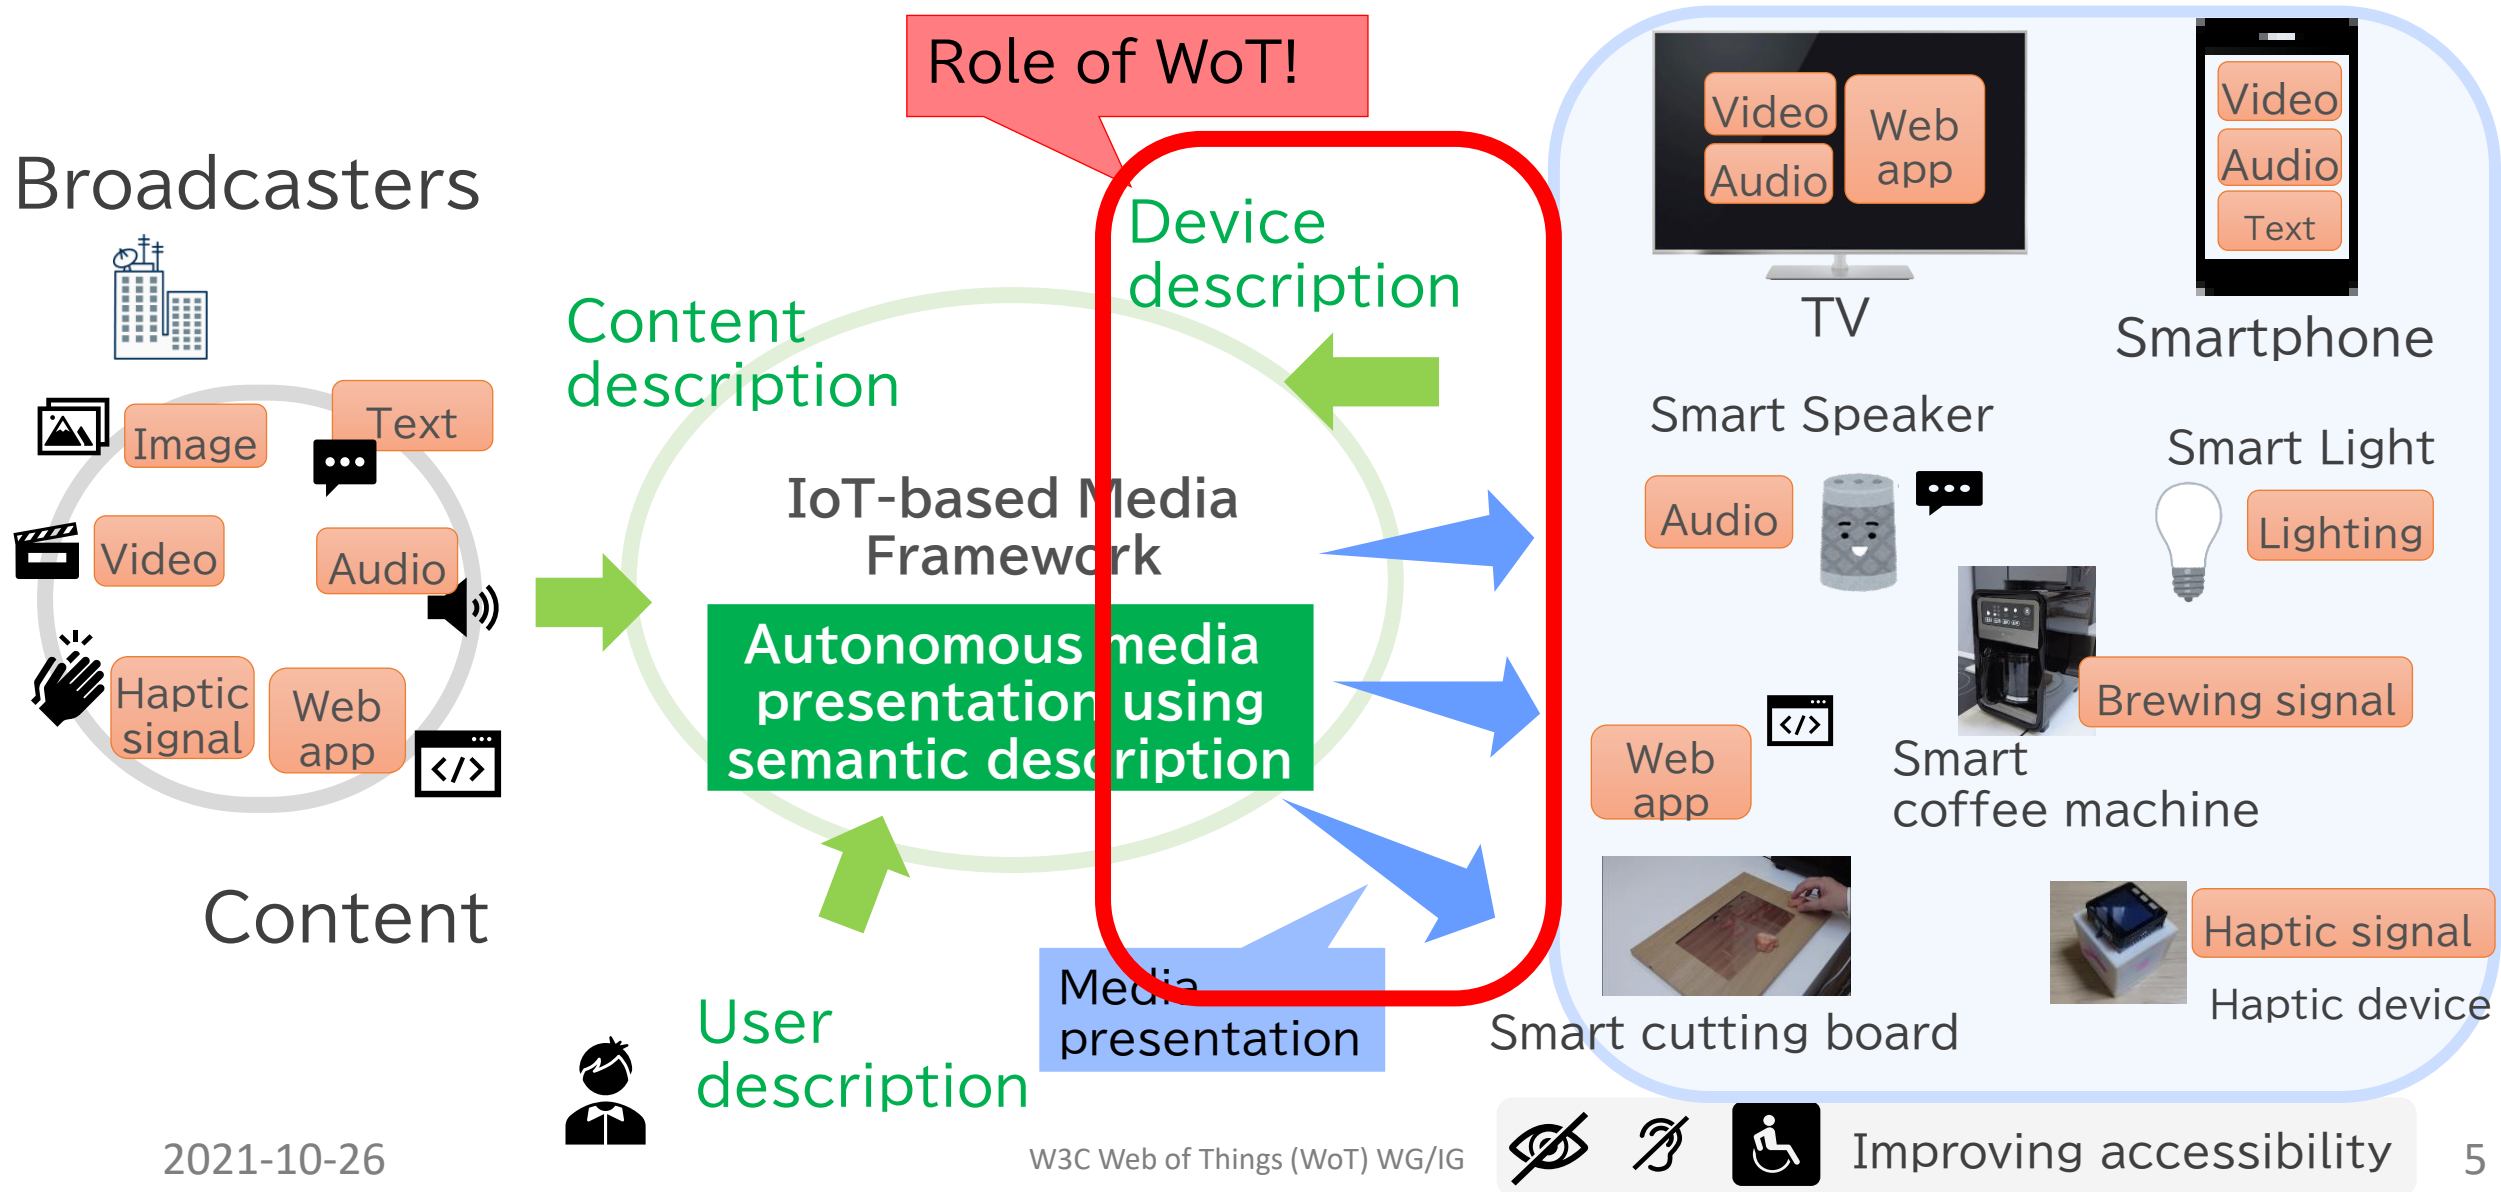 Role of WoT!
Broadcasters
Image
Text
Video
Audio
Haptic
signal
Web
app
Content
Content
description
Device
description
IoT-based Media
Framework
Autonomous media
presentation using
semantic description
User
description
Media
presentation
Video
Audio
Web
app
TV
Video
Audio
Text
Smartphone
Smart Speaker
Audio
Smart Light
Lighting
Brewing signal
Smart
coffee machine
Web
app
Smart cutting board
Haptic signal
Haptic device
Improving accessibility
2021-10-26
W3C Web of Things (WoT) WG/IG
5